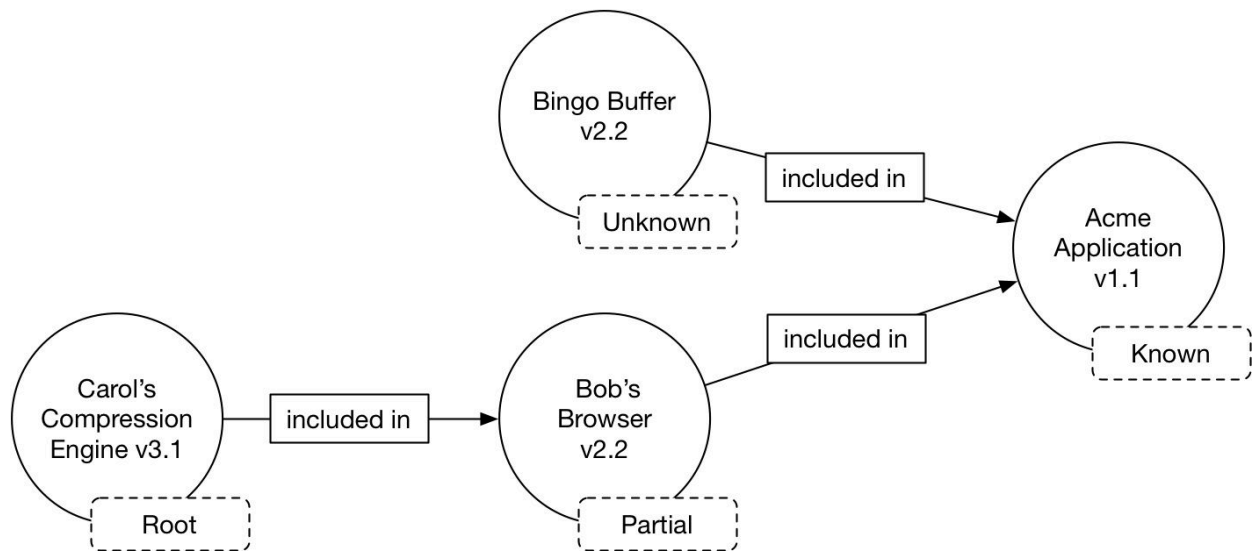 Bingo Buffer
v2.2
Unknown
included in
Acme
Application
v1.1
Known
Carol’s
Compression
Engine v3.1
Root
included in
Bob’s
Browser
v2.2
Partial
included in